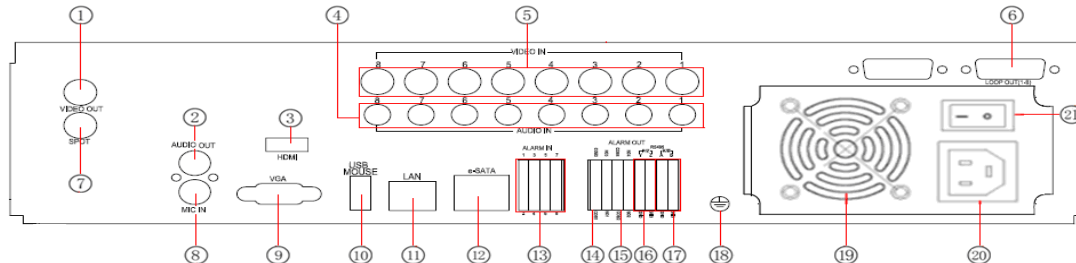 ① ④ ⑤ ⑥
VIDEO IN
8 7 6 5 4 3 2 1
VIDEO OUT
LOOP OUT(1-8)
② ③
8 7 6 5 4 3 2 1
SPOT
AUDIO IN
㉑
AUDIO OUT
HDMI
ALARM IN
ALARM OUT
1 3 5 7
⑦
USB
MOUSE
LAN
e-SATA
VGA
MIC IN
2 4 6 8
⑧ ⑨ ⑩ ⑪ ⑫ ⑬ ⑭ ⑮ ⑯ ⑰ ⑱ ⑲ ⑳